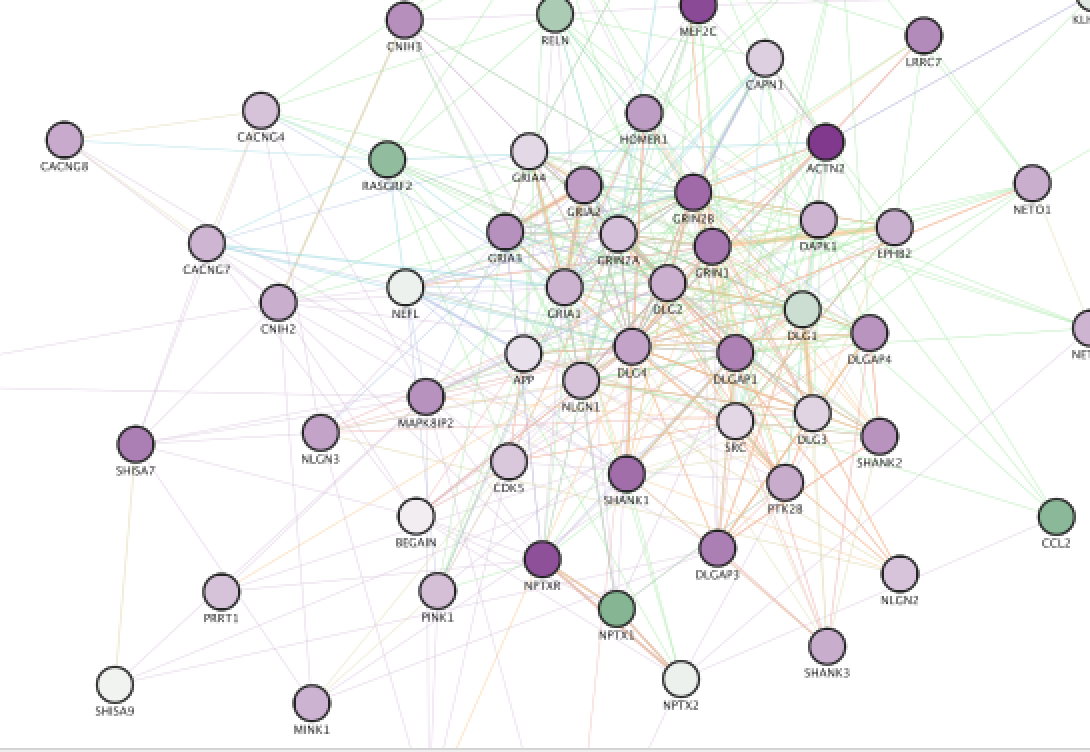 KLH
CNIH3
RELN
MEF2C
LRRC7
CAPN1
CACNG4
HOMER1
CACNG8
ACTN2
GRIA4
RASGRF2
GRIA2
GRIN2B
NETO1
DAPK1
EPHB2
CACNG7
GRIA3
GRIN2A
GRIN1
CNIH2
NEFL
GRIA1
DLG2
DLG1
DLGAP4
NET
APP
DLG4
DLGAP1
NLGN1
MAPK8IP2
DLG3
SRC
SHISA7
NLGN3
SHANK2
CDK5
SHANK1
PTK2B
BEGAIN
CCL2
DLGAP3
NPTXR
NLGN2
PRRT1
PINK1
NPTX1
SHANK3
SHISA9
NPTX2
MINK1